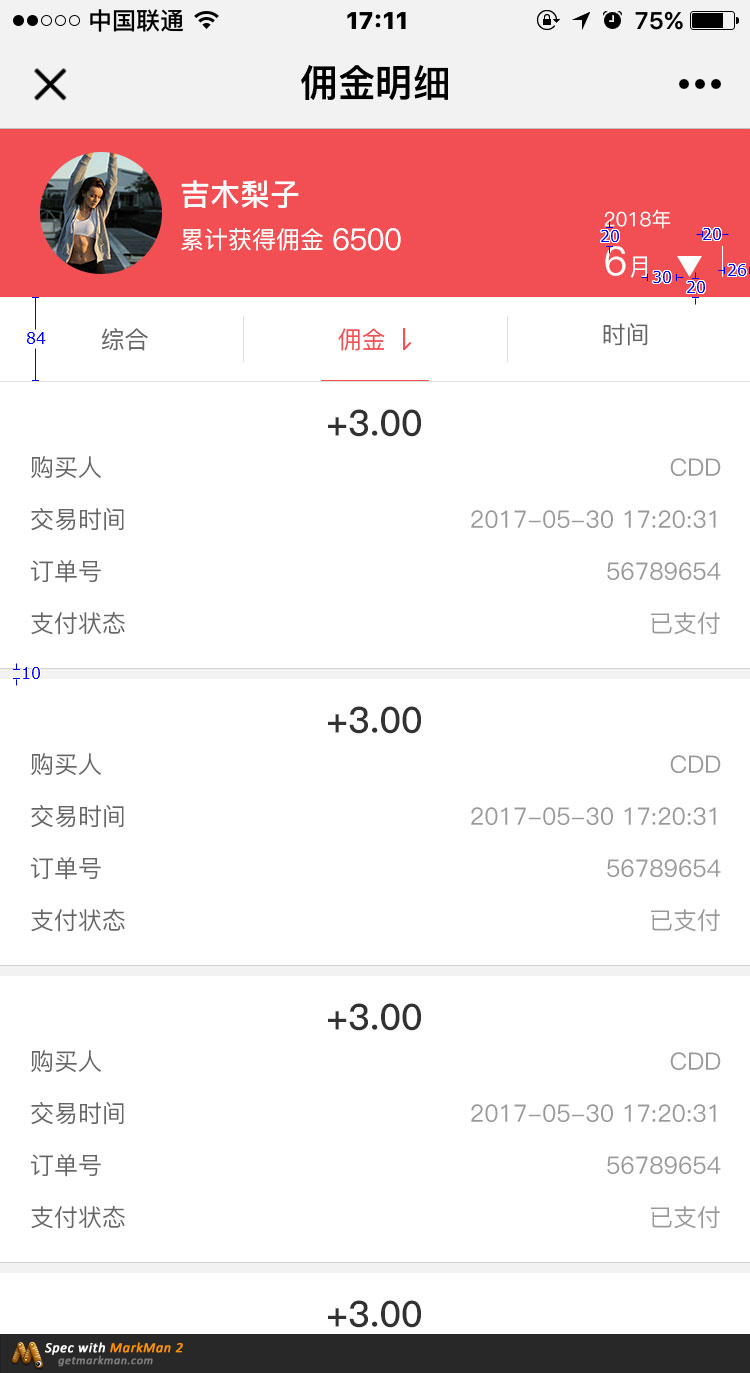 中国联通 17:11 75%
佣金明细
吉木梨子
累计获得佣金 6500
2018年
20 20
6月
30 26
20
84
综合 佣金 时间
+3.00
购买人 CDD
交易时间 2017-05-30 17:20:31
订单号 56789654
支付状态 已支付
10
+3.00
购买人 CDD
交易时间 2017-05-30 17:20:31
订单号 56789654
支付状态 已支付
+3.00
购买人 CDD
交易时间 2017-05-30 17:20:31
订单号 56789654
支付状态 已支付
+3.00
Spec with MarkMan 2
getmarkman.com